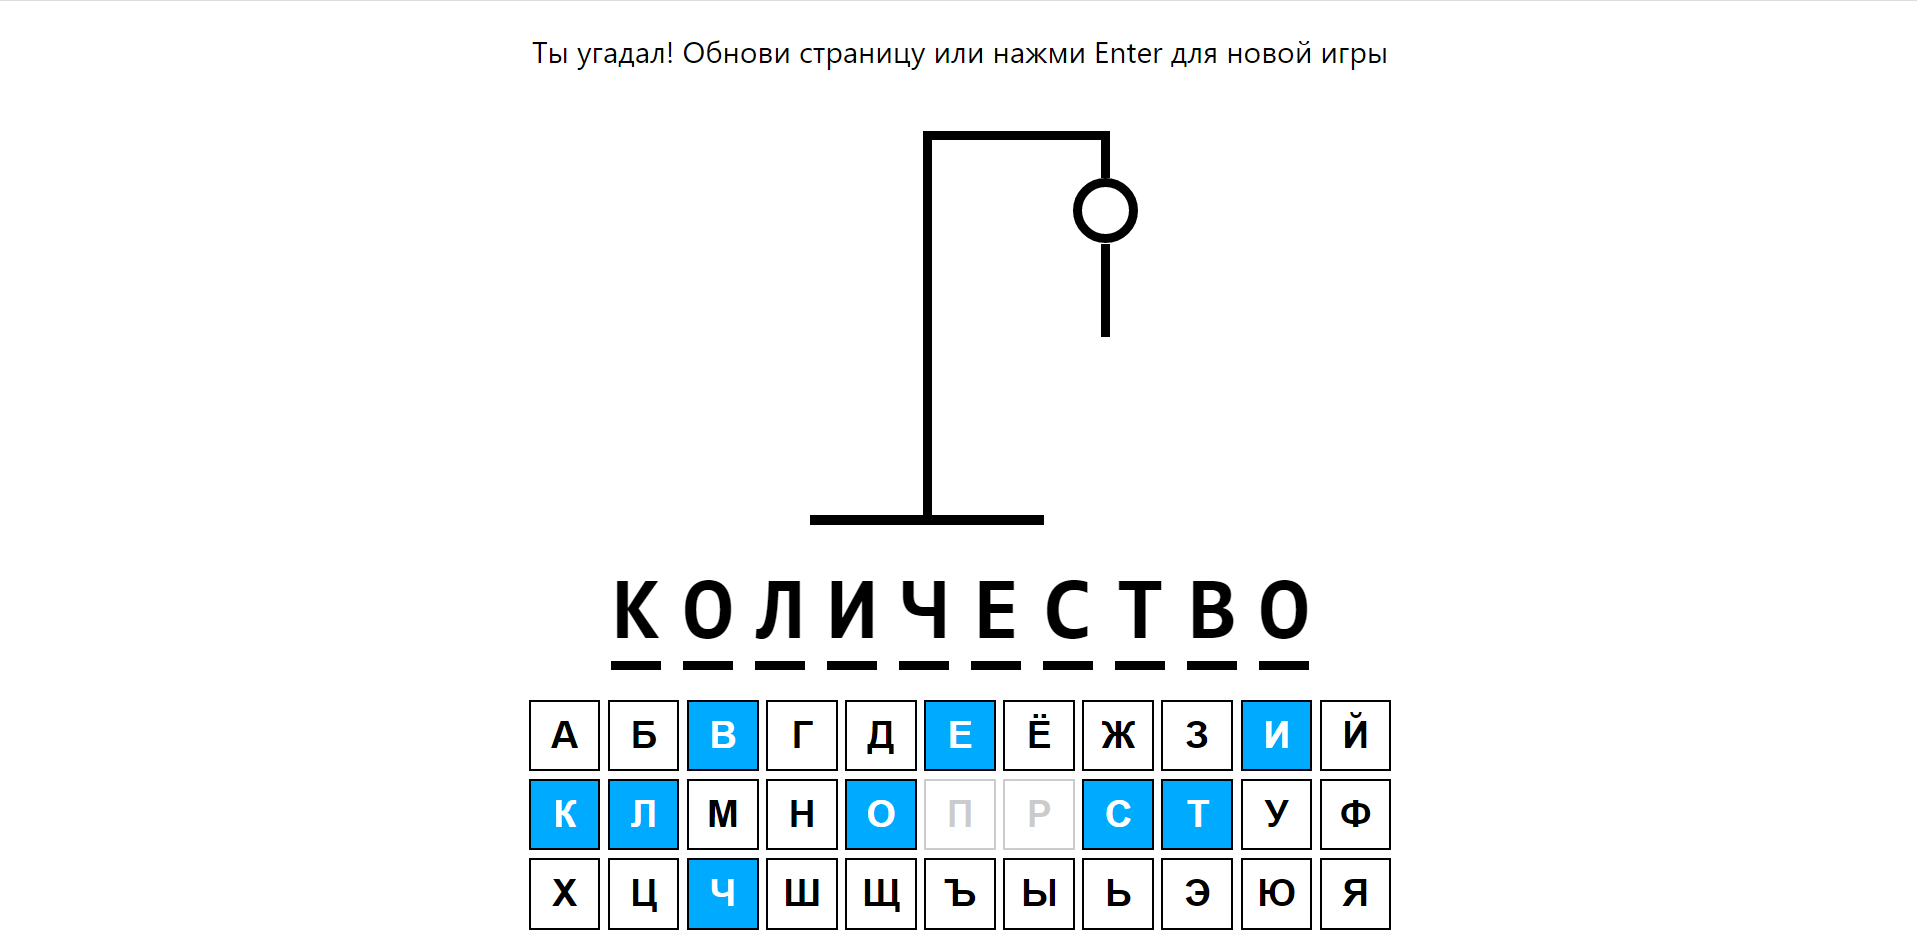 Ты угадал! Обнови страницу или нажми Enter для новой игры
КОЛИЧЕСТВО
А Б В Г Д Е Ё Ж З И Й
К Л М Н О П Р С Т У Ф
Х Ц Ч Ш Щ Ъ Ы Ь Э Ю Я